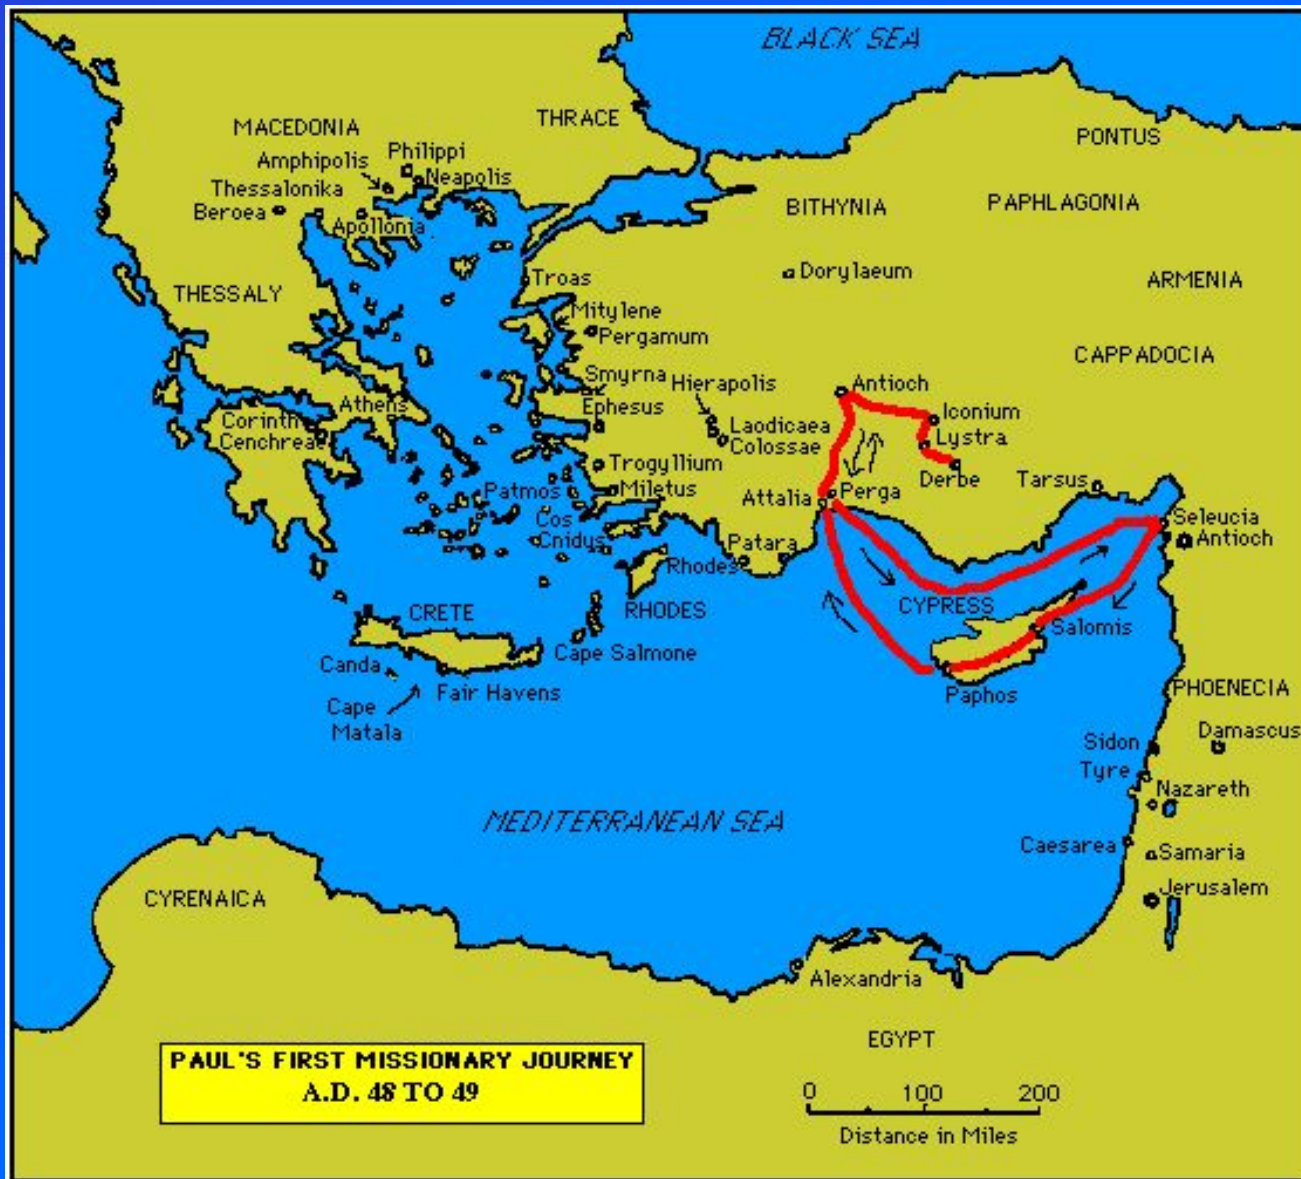 BLACK SEA
THRACE
MACEDONIA
PONTUS
Philippi
Amphipolis
Neapolis
Thessalonika
PAPHLAGONIA
BITHYNIA
Beroea
Apollonia
Dorylaeum
Troas
ARMENIA
THESSALY
Mitylene
Pergamum
CAPPADOCIA
Smyrna
Hierapolis
Antioch
Athens
Ephesus
Iconium
Corinth
Laodicaea
Lystra
Cenchrea
Colossae
Trogyllium
Derbe
Tarsus
Patmos
Miletus
Attalia
Perga
Cos
Seleucia
Cnidus
Patara
Antioch
Rhodes
CRETE
RHODES
CYPRESS
Salomis
Cape Salmone
Canda
Fair Havens
Paphos
PHOENECIA
Cape
Matala
Damascus
Sidon
Tyre
Nazareth
MEDITERRANEAN SEA
Caesarea
Samaria
Jerusalem
CYRENAICA
Alexandria
EGYPT
PAUL'S FIRST MISSIONARY JOURNEY
A.D. 48 TO 49
0 100 200
Distance in Miles